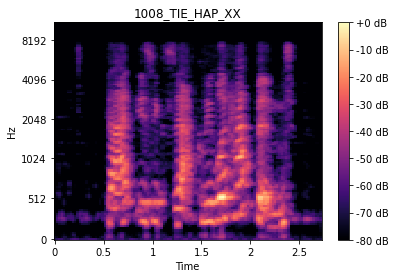 1008_TIE_HAP_XX
8192
4096
2048
1024
512
0
Hz
0
0.5
1
1.5
2
2.5
Time
+0 dB
-10 dB
-20 dB
-30 dB
-40 dB
-50 dB
-60 dB
-70 dB
-80 dB